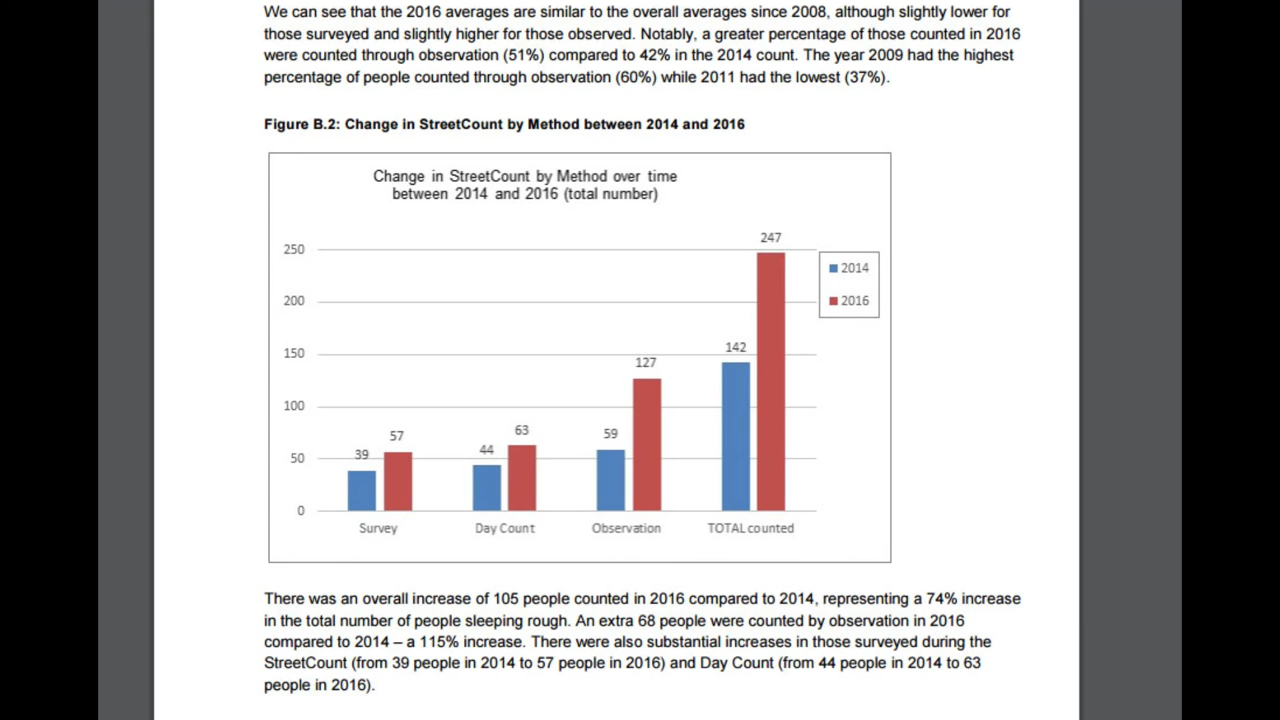 We can see that the 2016 averages are similar to the overall averages since 2008, although slightly lower for
those surveyed and slightly higher for those observed. Notably, a greater percentage of those counted in 2016
were counted through observation (51%) compared to 42% in the 2014 count. The year 2009 had the highest
percentage of people counted through observation (60%) while 2011 had the lowest (37%).
Figure B.2: Change in StreetCount by Method between 2014 and 2016
Change in StreetCount by Method over time
between 2014 and 2016 (total number)
250
200
150
100
50
0
39
57
44
63
59
127
142
247
2014
2016
Survey
Day Count
Observation
TOTAL counted
There was an overall increase of 105 people counted in 2016 compared to 2014, representing a 74% increase
in the total number of people sleeping rough. An extra 68 people were counted by observation in 2016
compared to 2014 – a 115% increase. There were also substantial increases in those surveyed during the
StreetCount (from 39 people in 2014 to 57 people in 2016) and Day Count (from 44 people in 2014 to 63
people in 2016).